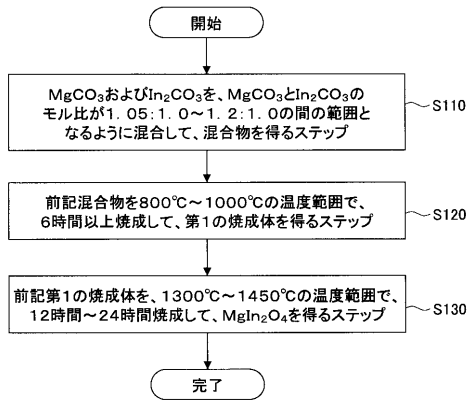 開始
MgCO₃およびIn₂CO₃を、MgCO₃とIn₂CO₃の
モル比が1.05:1.0~1.2:1.0の間の範囲と
なるように混合して、混合物を得るステップ
S110
前記混合物を800℃~1000℃の温度範囲で、
6時間以上焼成して、第1の焼成体を得るステップ
S120
前記第1の焼成体を、1300℃~1450℃の温度範囲で、
12時間~24時間焼成して、MgIn₂O₄を得るステップ
S130
完了